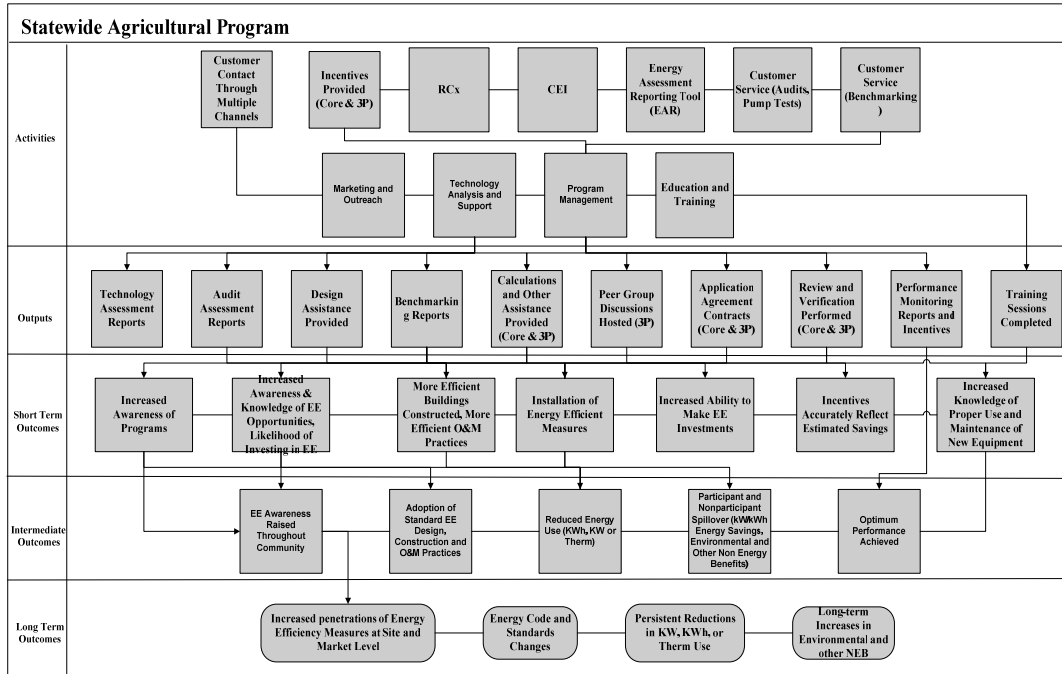 Statewide Agricultural Program
Activities
Customer
Contact
Through
Multiple
Channels
Incentives
Provided
(Core & 3P)
RCx
CEI
Energy
Assessment
Reporting Tool
(EAR)
Customer
Service (Audits,
Pump Tests)
Customer
Service
(Benchmarking
)
Marketing and
Outreach
Technology
Analysis and
Support
Program
Management
Education and
Training
Outputs
Technology
Assessment
Reports
Audit
Assessment
Reports
Design
Assistance
Provided
Benchmarkin
g Reports
Calculations
and Other
Assistance
Provided
(Core & 3P)
Peer Group
Discussions
Hosted (3P)
Application
Agreement
Contracts
(Core & 3P)
Review and
Verification
Performed
(Core & 3P)
Performance
Monitoring
Reports and
Incentives
Training
Sessions
Completed
Short Term
Outcomes
Increased
Awareness of
Programs
Increased
Awareness &
Knowledge of EE
Opportunities,
Likelihood of
Investing in EE
More Efficient
Buildings
Constructed, More
Efficient O&M
Practices
Installation of
Energy Efficient
Measures
Increased Ability to
Make EE
Investments
Incentives
Accurately Reflect
Estimated Savings
Increased
Knowledge of
Proper Use and
Maintenance of
New Equipment
Intermediate
Outcomes
EE Awareness
Raised
Throughout
Community
Adoption of
Standard EE
Design,
Construction and
O&M Practices
Reduced Energy
Use (KWh, KW or
Therm)
Participant and
Nonparticipant
Spillover (kW/kWh
Energy Savings,
Environmental and
Other Non Energy
Benefits)
Optimum
Performance
Achieved
Long Term
Outcomes
Increased penetrations of Energy
Efficiency Measures at Site and
Market Level
Energy Code and
Standards
Changes
Persistent Reductions
in KW, KWh, or
Therm Use
Long-term
Increases in
Environmental and
other NEB